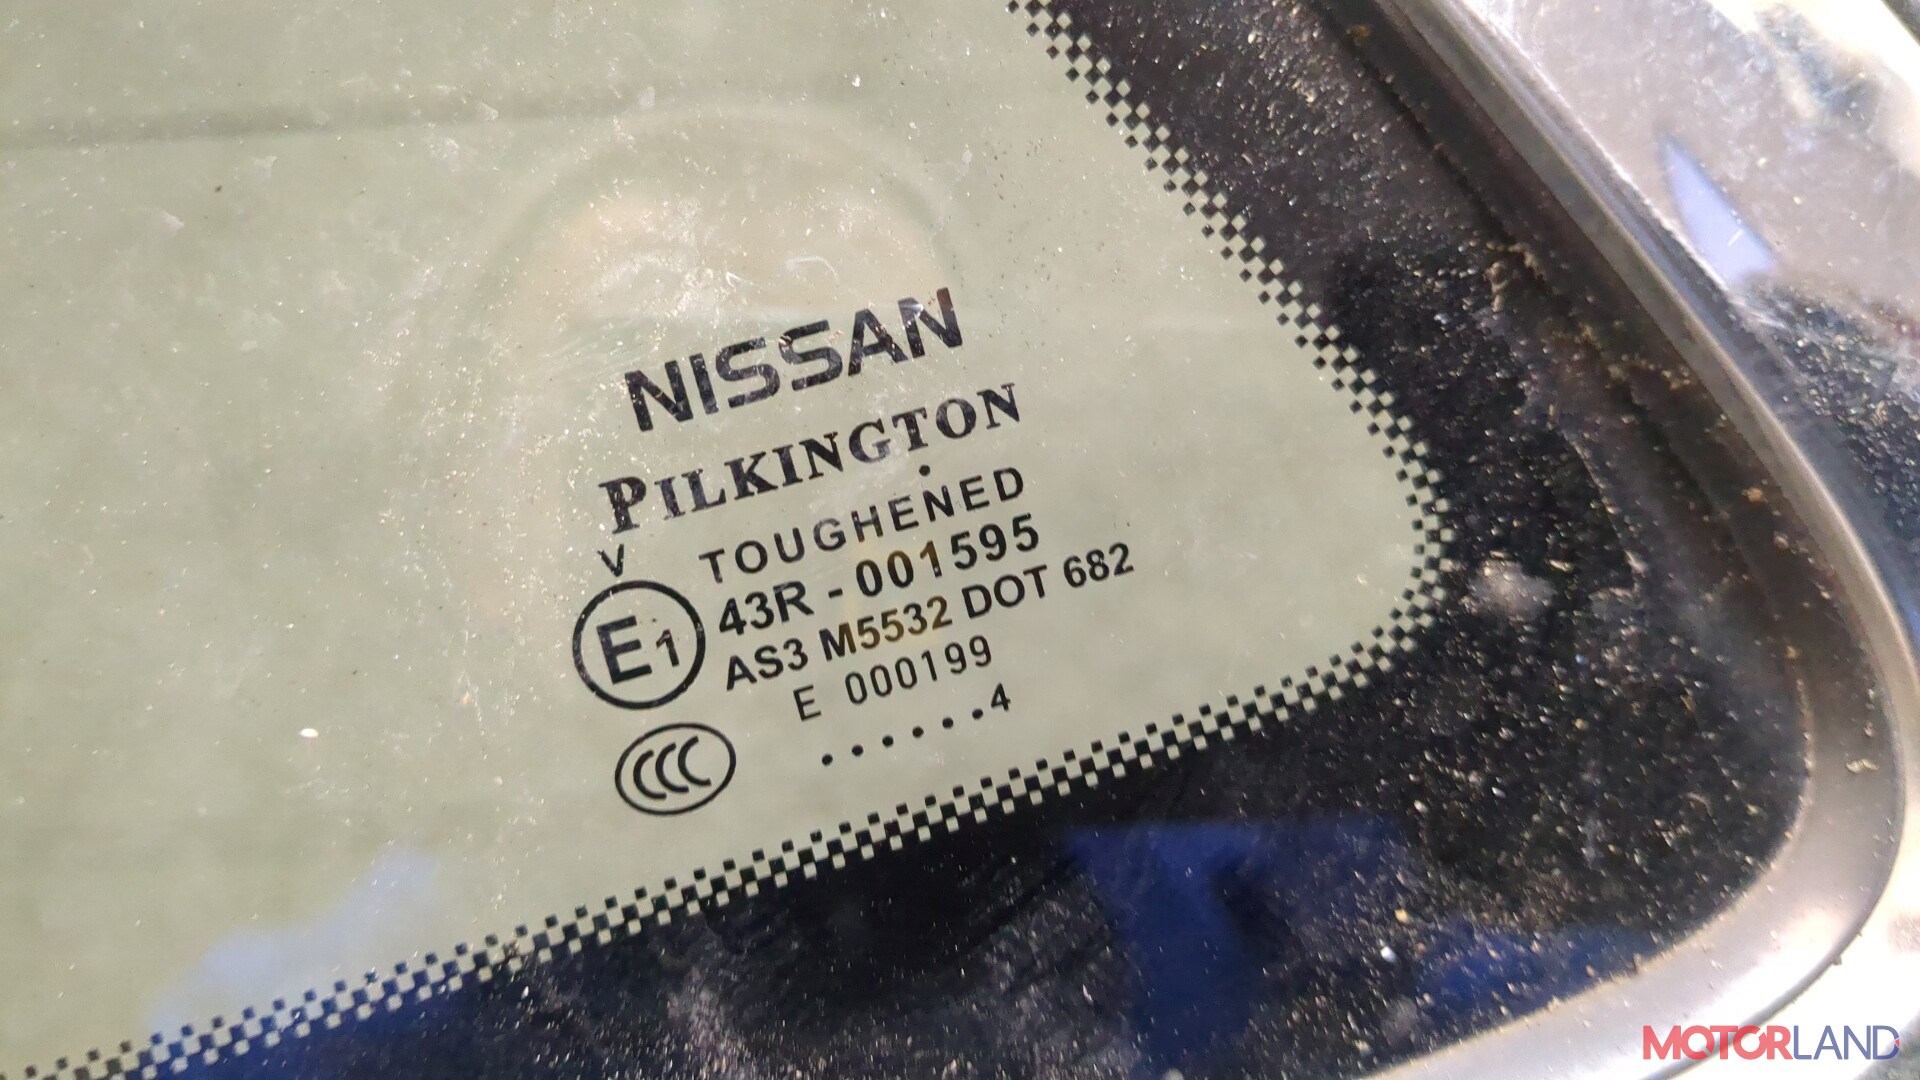 NISSAN
PILKINGTON
TOUGHENED
V
E1 43R - 001595
AS3 M5532 DOT 682
E 000199
CCC
......4
MOTORLAND